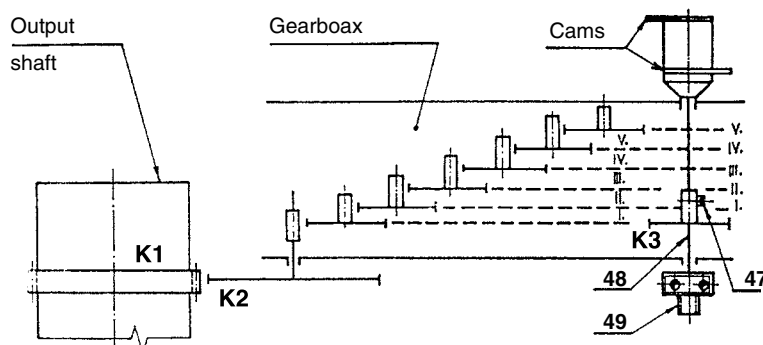 Output
shaft
Gearboax
Cams
V.
IV.
III.
II.
I.
V.
IV.
III.
II.
I.
K1
K2
K3
48
47
49